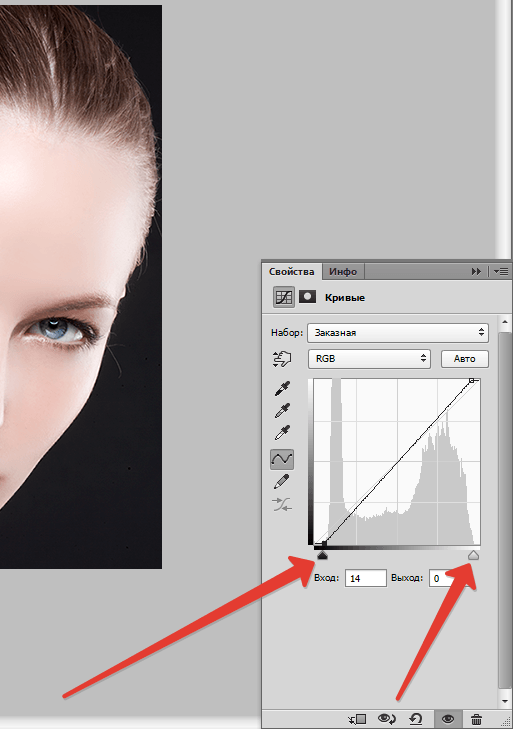 Свойства Инфо
Кривые
Набор: Заказная
RGB Авто
Вход: 14 Выход: 0